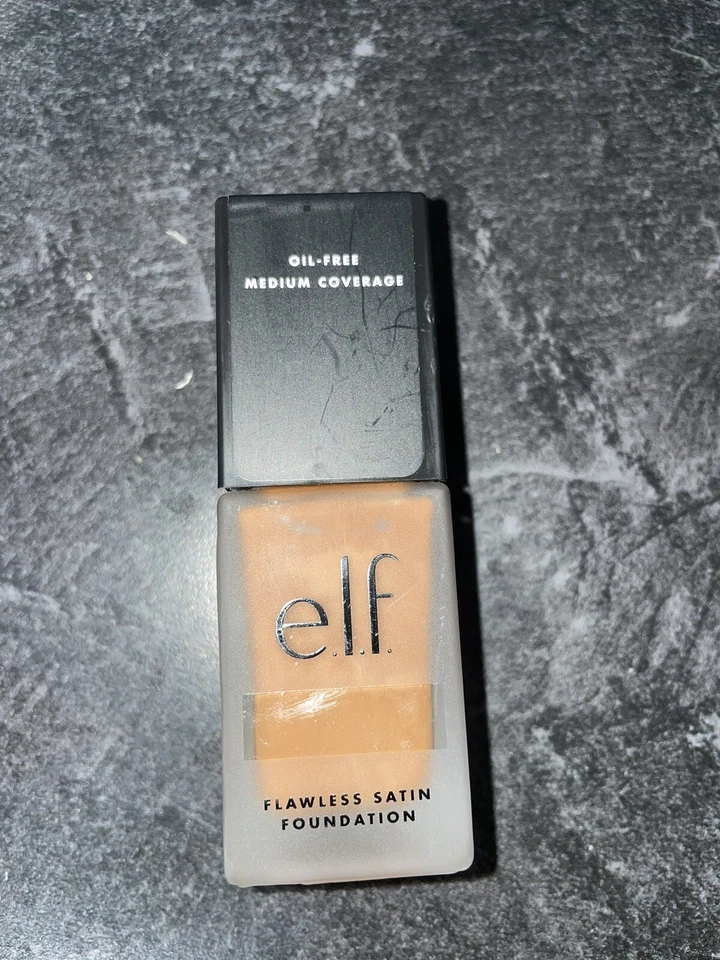 OIL-FREE
MEDIUM COVERAGE
e.l.f.
FLAWLESS SATIN
FOUNDATION